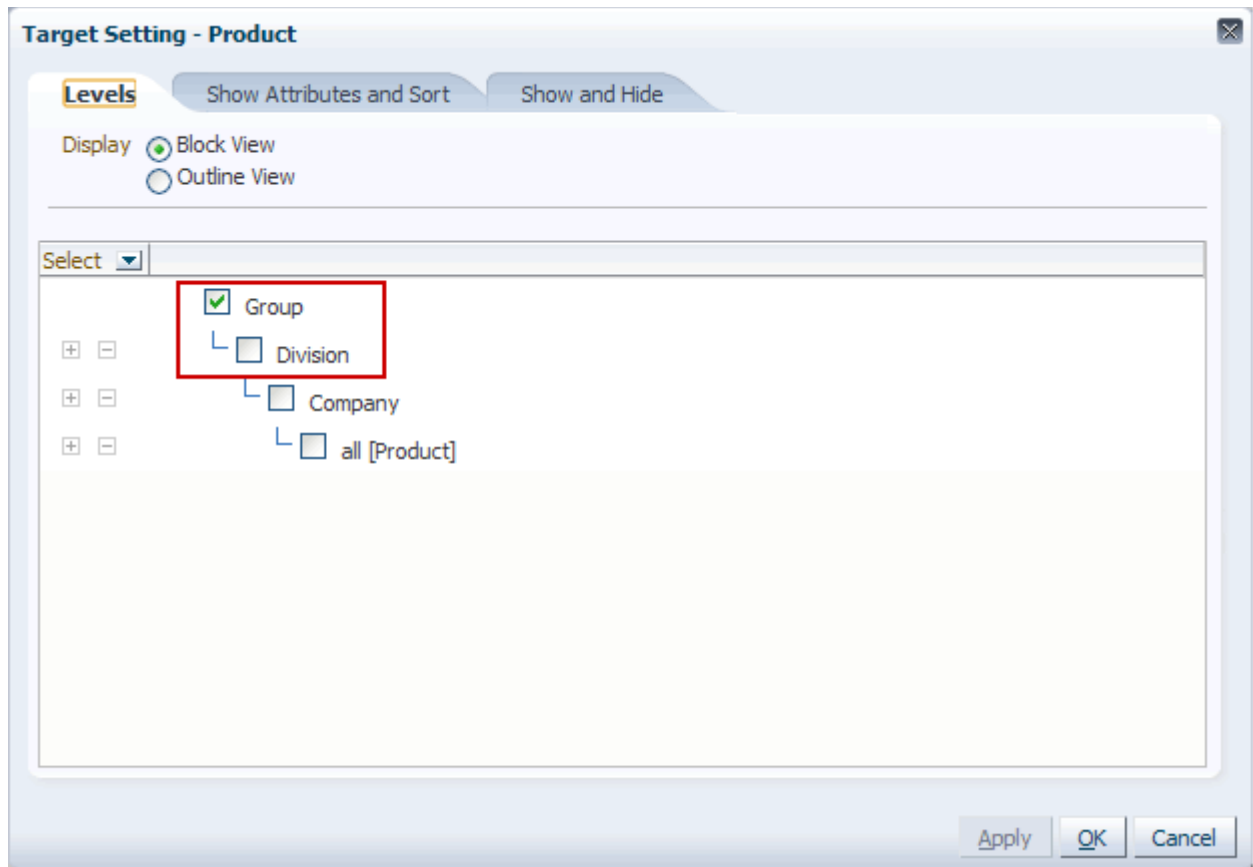 Target Setting - Product
Levels Show Attributes and Sort Show and Hide
Display Block View
Outline View
Select
Group
Division
Company
all [Product]
Apply OK Cancel